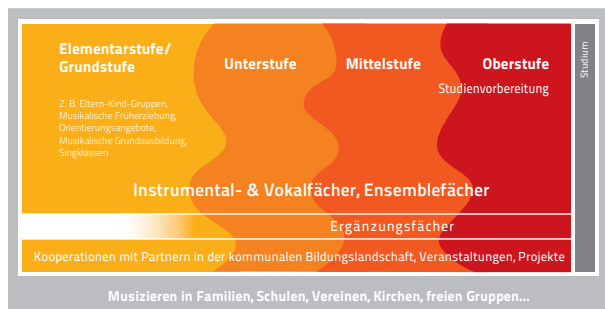 Elementarstufe/
Grundstufe
Unterstufe
Mittelstufe
Oberstufe
Studienvorbereitung
Studium
Z. B. Eltern-Kind-Gruppen,
Musikalische Früherziehung,
Orientierungsangebote,
Musikalische Grundausbildung,
Singklassen
Instrumental- & Vokalfächer, Ensemblefächer
Ergänzungsfächer
Kooperationen mit Partnern in der kommunalen Bildungslandschaft, Veranstaltungen, Projekte
Musizieren in Familien, Schulen, Vereinen, Kirchen, freien Gruppen...